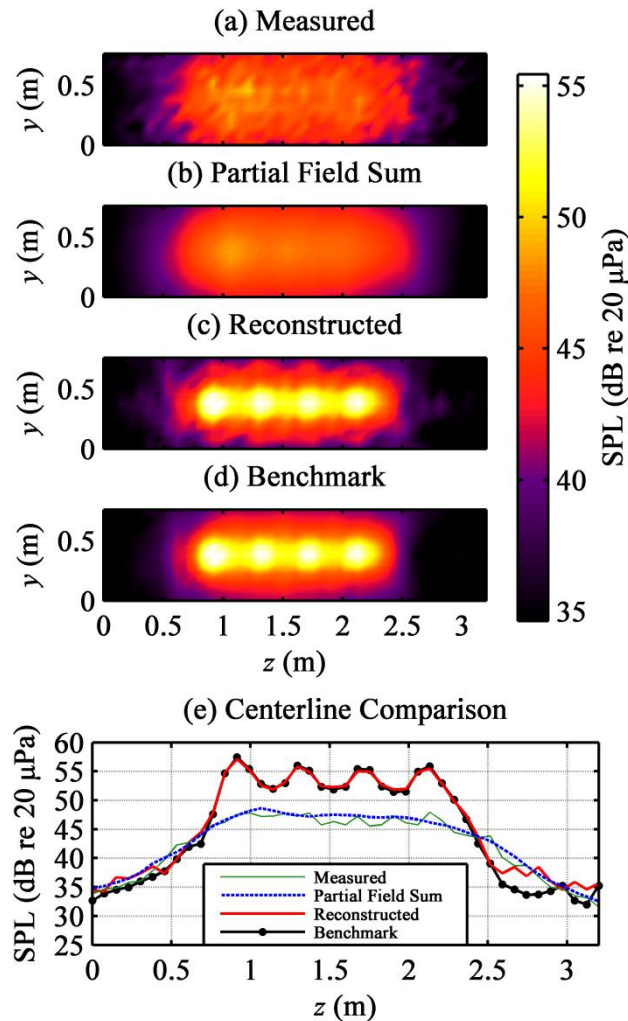 (a) Measured
y (m)
0.5
0
(b) Partial Field Sum
y (m)
0.5
0
(c) Reconstructed
y (m)
0.5
0
(d) Benchmark
y (m)
0.5
0
0 0.5 1 1.5 2 2.5 3
z (m)
55
50
45
40
35
SPL (dB re 20 μPa)
(e) Centerline Comparison
SPL (dB re 20 μPa)
60
55
50
45
40
35
30
25
Measured
Partial Field Sum
Reconstructed
Benchmark
0 0.5 1 1.5 2 2.5 3
z (m)